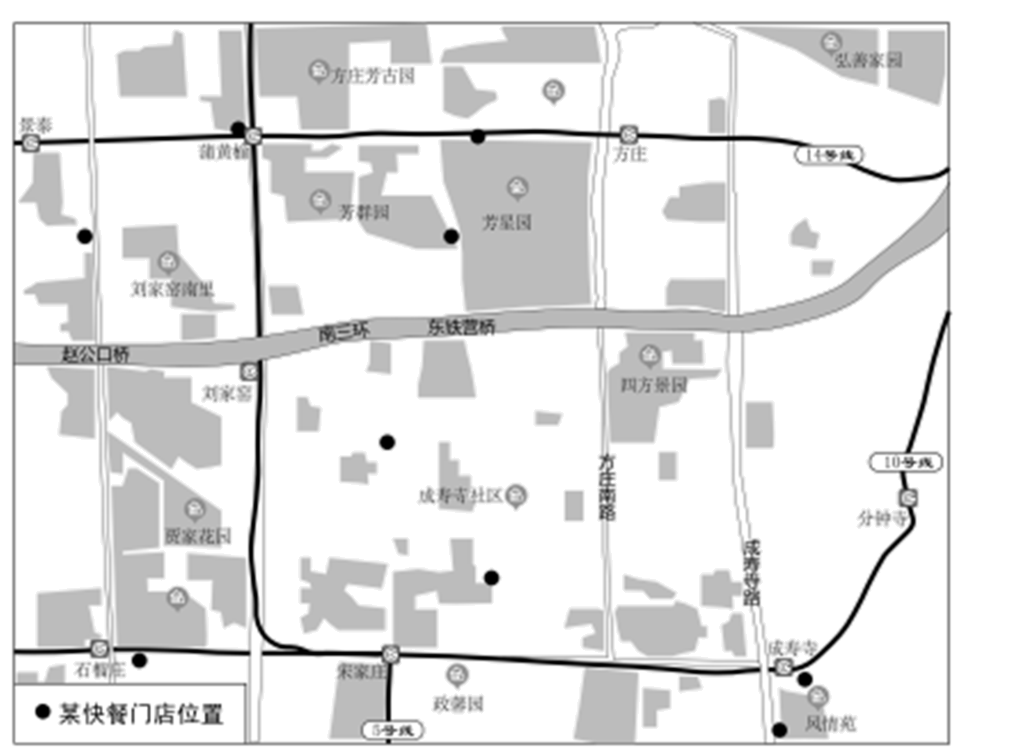 弘善家园
方庄芳古园
景泰
蒲黄榆
方庄
14号线
芳群园
芳星园
刘家窑南里
南三环
东铁营桥
赵公口桥
刘家窑
四方景园
方庄南路
10号线
成寿寺社区
分钟寺
贾家花园
成寿寺路
石榴庄
宋家庄
成寿寺
政馨园
风情苑
5号线
某快餐门店位置